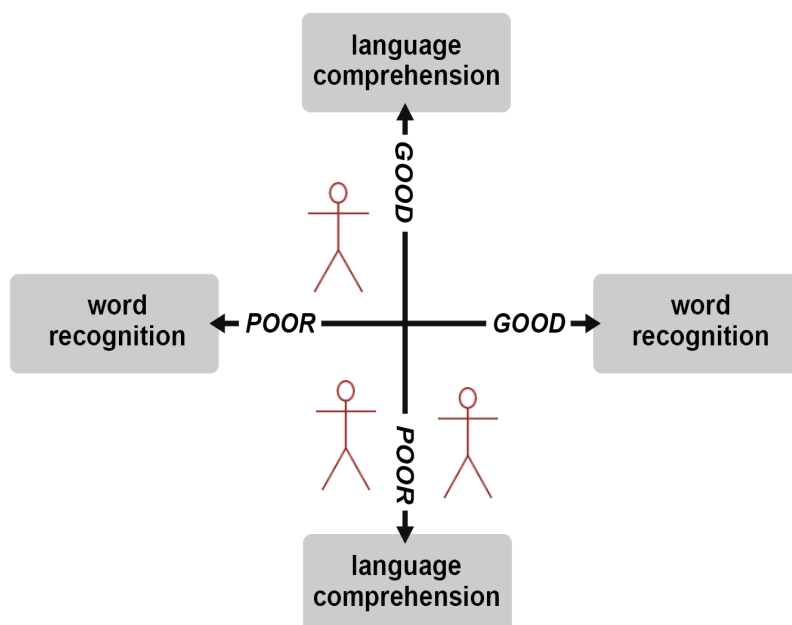 language
comprehension
GOOD
word
recognition
POOR
GOOD
word
recognition
POOR
language
comprehension